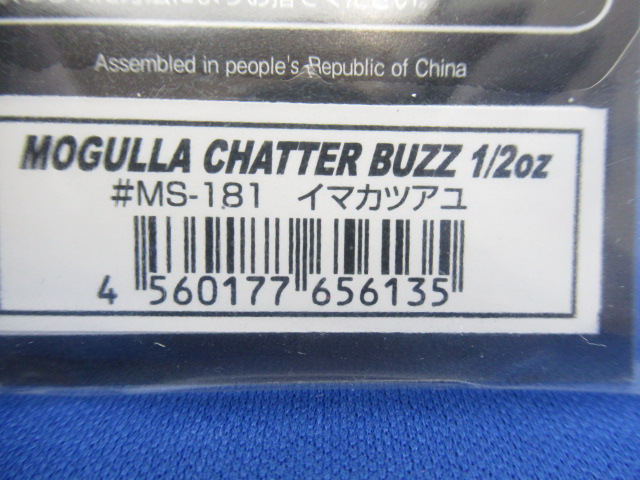 Assembled in people's Republic of China
MOGULLA CHATTER BUZZ 1/2oz
#MS-181 イマカツアユ
4 560177 656135